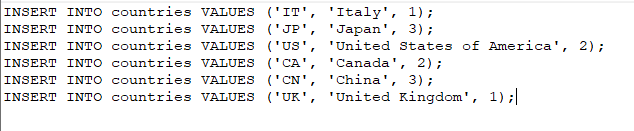 INSERT INTO countries VALUES ('IT', 'Italy', 1);
INSERT INTO countries VALUES ('JP', 'Japan', 3);
INSERT INTO countries VALUES ('US', 'United States of America', 2);
INSERT INTO countries VALUES ('CA', 'Canada', 2);
INSERT INTO countries VALUES ('CN', 'China', 3);
INSERT INTO countries VALUES ('UK', 'United Kingdom', 1);